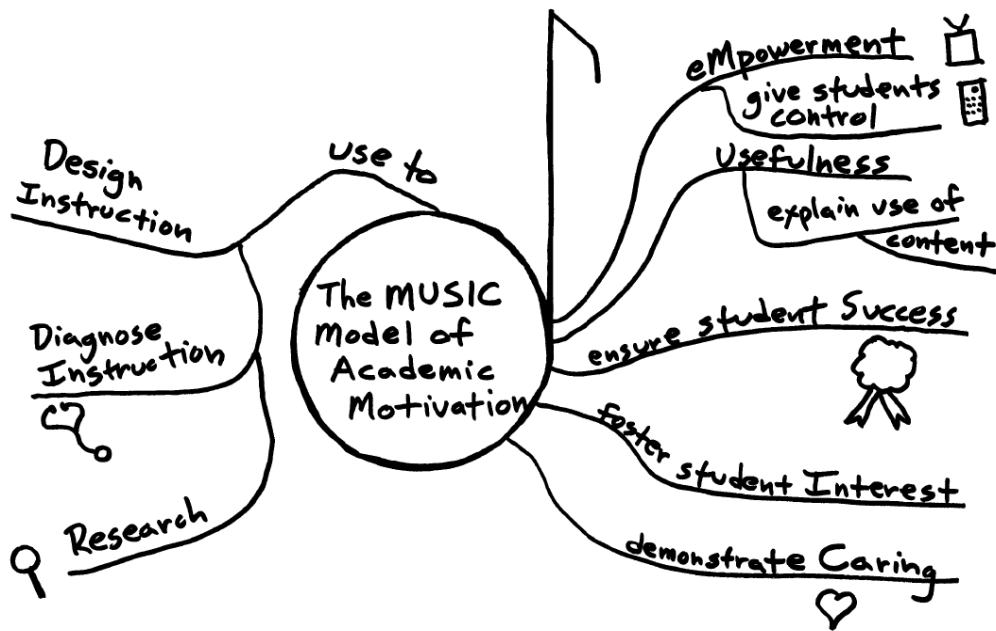 The MUSIC
Model of
Academic
Motivation
use to
Design
Instruction
Diagnose
Instruction
Research
eMpowerment
give students
control
Usefulness
explain use of
content
ensure student Success
foster student Interest
demonstrate Caring